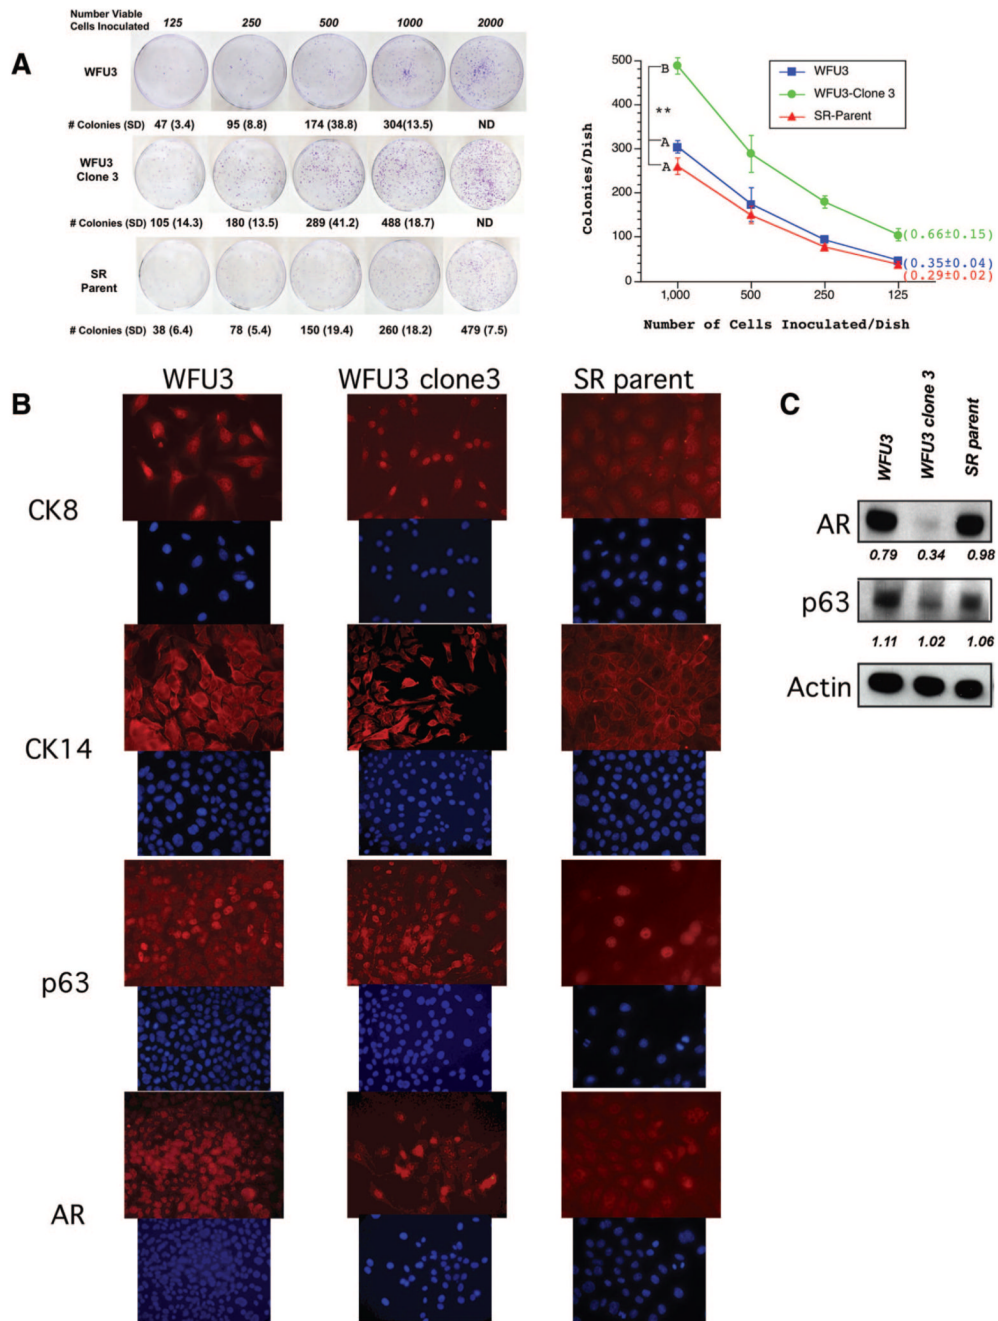 A
Number Viable
Cells Inoculated
125 250 500 1000 2000
WFU3
# Colonies (SD) 47 (3.4) 95 (8.8) 174 (38.8) 304(13.5) ND
WFU3
Clone 3
# Colonies (SD) 105 (14.3) 180 (13.5) 289 (41.2) 488 (18.7) ND
SR
Parent
# Colonies (SD) 38 (6.4) 78 (5.4) 150 (19.4) 260 (18.2) 479 (7.5)
Colonies/Dish
500
400
300
200
100
0
B
**
A
A
WFU3
WFU3-Clone 3
SR-Parent
(0.66±0.15)
(0.35±0.04)
(0.29±0.02)
1,000 500 250 125
Number of Cells Inoculated/Dish
B
WFU3 WFU3 clone3 SR parent
CK8
CK14
p63
AR
C
WFU3 WFU3 clone 3 SR parent
AR
0.79 0.34 0.98
p63
1.11 1.02 1.06
Actin